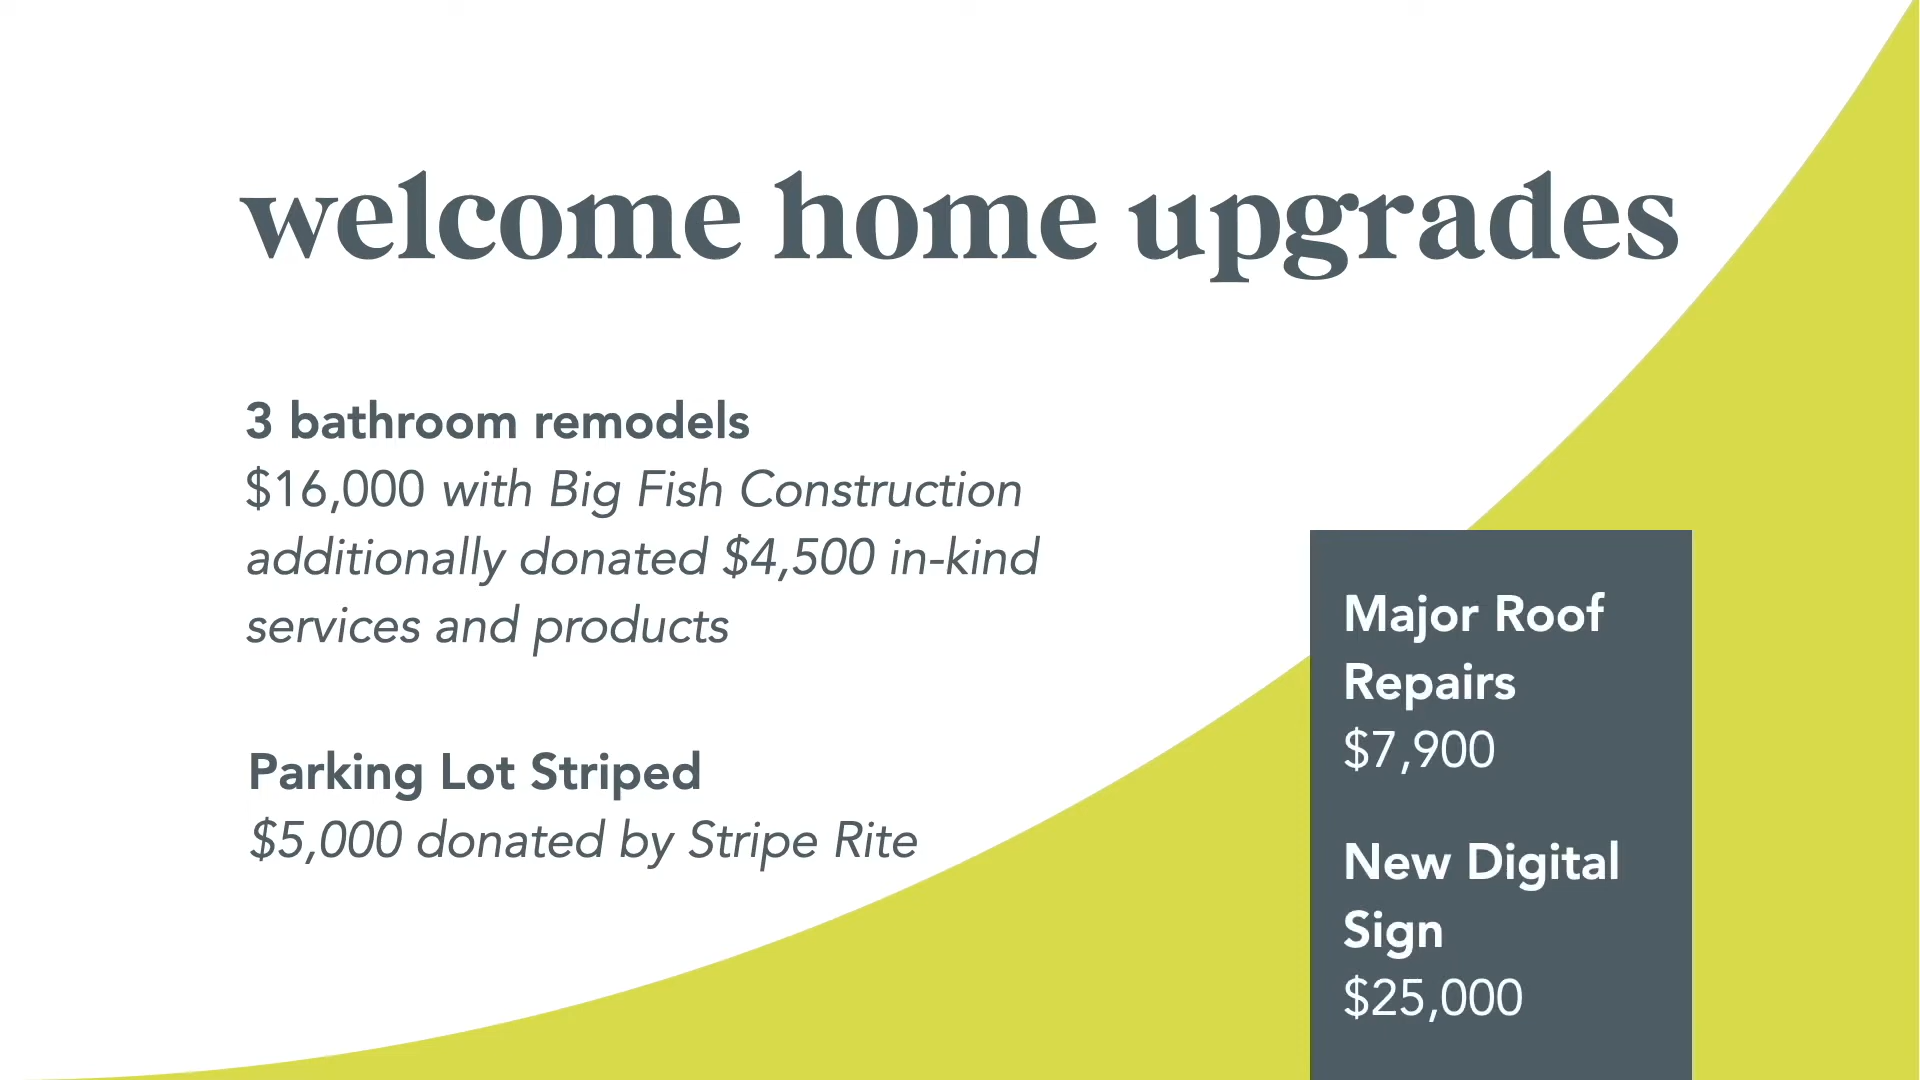 welcome home upgrades
3 bathroom remodels
$16,000 with Big Fish Construction
additionally donated $4,500 in-kind
services and products
Parking Lot Striped
$5,000 donated by Stripe Rite
Major Roof
Repairs
$7,900
New Digital
Sign
$25,000